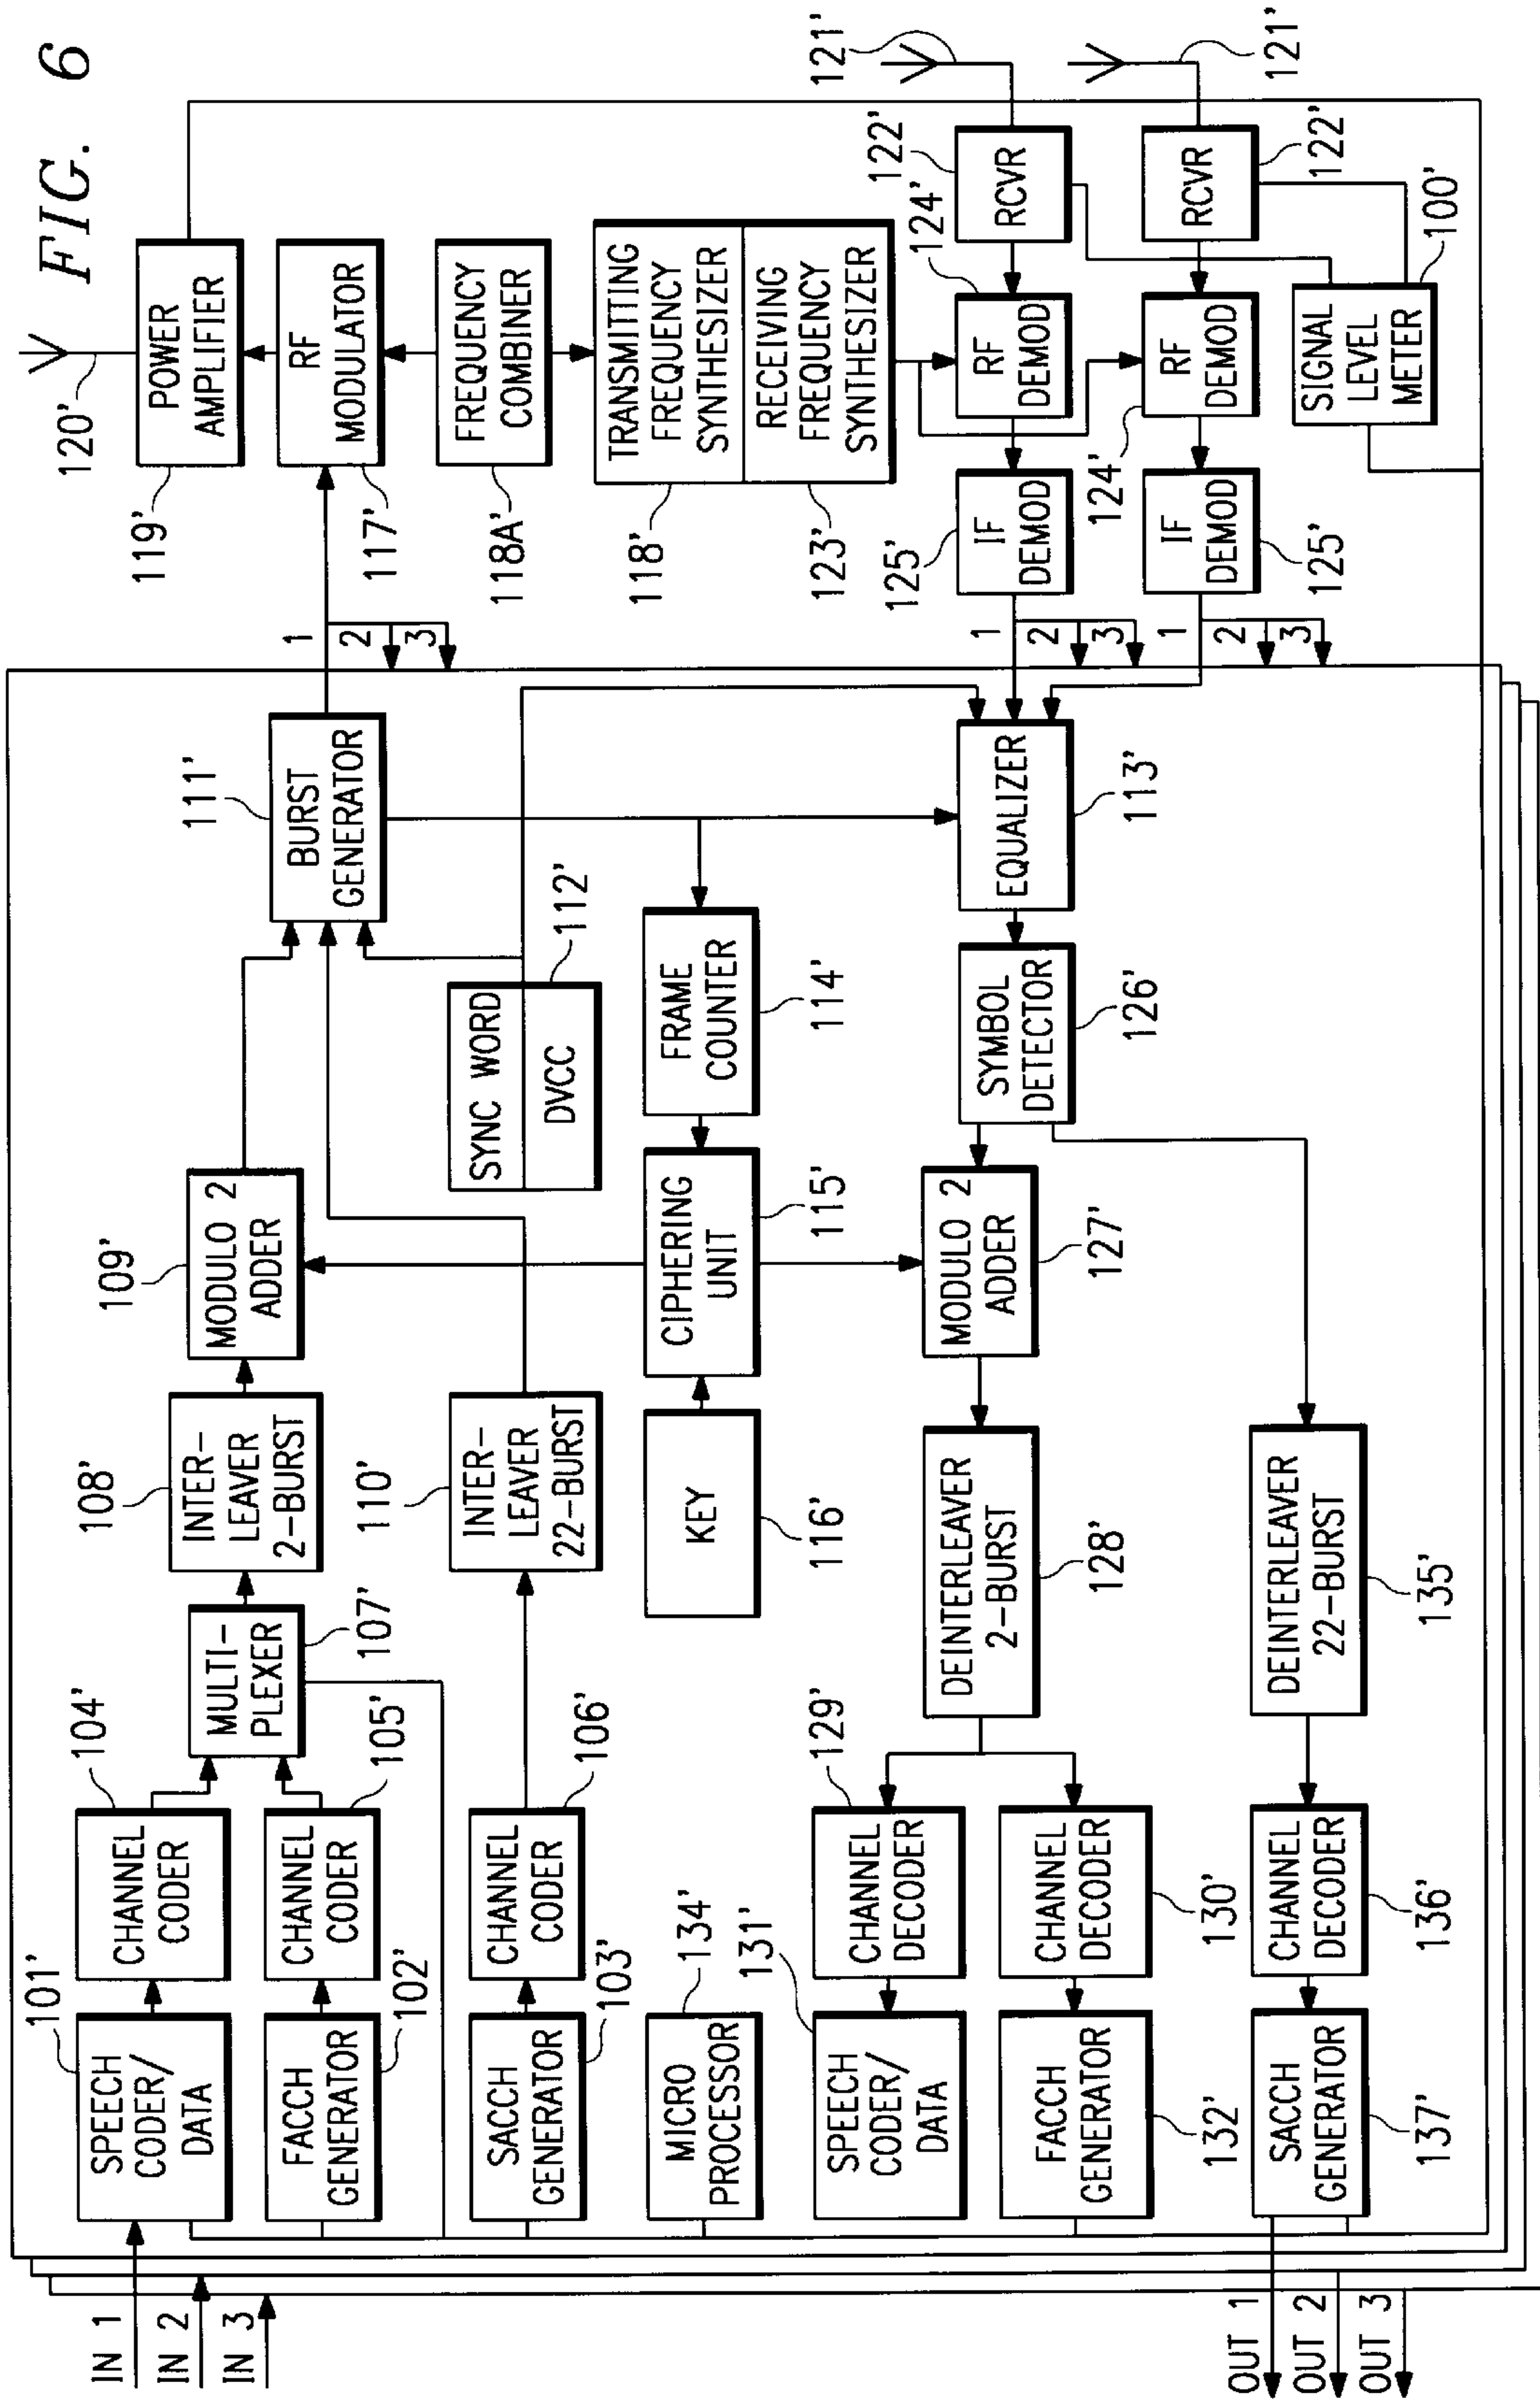 FIG. 6
IN 1
IN 2
IN 3
101'
SPEECH
CODER/
DATA
104'
CHANNEL
CODER
FACCH
GENERATOR
102'
CHANNEL
CODER
105'
MULTI-
PLEXER
107'
108'
INTER-
LEAVER
2-BURST
109'
MODULO 2
ADDER
111'
BURST
GENERATOR
1
2
3
119'
POWER
AMPLIFIER
120'
RF
MODULATOR
117'
FREQUENCY
COMBINER
118A'
TRANSMITTING
FREQUENCY
SYNTHESIZER
118'
RECEIVING
FREQUENCY
SYNTHESIZER
123'
SACCH
GENERATOR
103'
CHANNEL
CODER
106'
110'
INTER-
LEAVER
22-BURST
SYNC WORD
DVCC
112'
MICRO
PROCESSOR
134'
KEY
116'
CIPHERING
UNIT
115'
FRAME
COUNTER
114'
131'
SPEECH
CODER/
DATA
129'
CHANNEL
DECODER
FACCH
GENERATOR
132'
CHANNEL
DECODER
130'
DEINTERLEAVER
2-BURST
128'
MODULO 2
ADDER
127'
SYMBOL
DETECTOR
126'
EQUALIZER
113'
1
2
3
1
2
3
125'
IF
DEMOD
124'
RF
DEMOD
122'
RCVR
121'
IF
DEMOD
125'
124'
RF
DEMOD
RCVR
122'
121'
SIGNAL
LEVEL
METER
100'
SACCH
GENERATOR
137'
CHANNEL
DECODER
136'
DEINTERLEAVER
22-BURST
135'
OUT 1
OUT 2
OUT 3